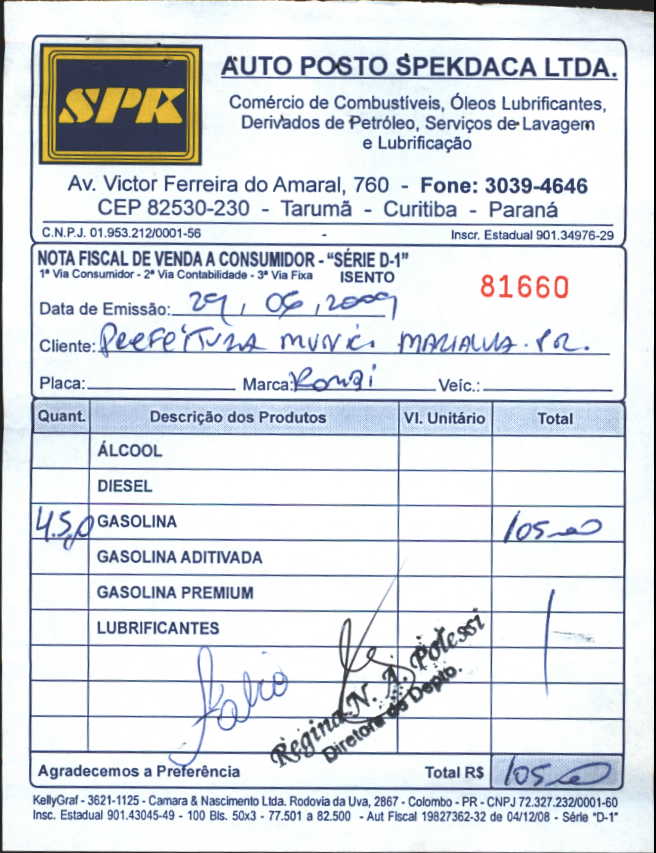 SPK
AUTO POSTO SPEKDACA LTDA.
Comércio de Combustíveis, Óleos Lubrificantes,
Derivados de Petróleo, Serviços de Lavagem
e Lubrificação
Av. Victor Ferreira do Amaral, 760 - Fone: 3039-4646
CEP 82530-230 - Tarumã - Curitiba - Paraná
C.N.P.J. 01.953.212/0001-56 - Inscr. Estadual 901.34976-29
NOTA FISCAL DE VENDA A CONSUMIDOR - "SÉRIE D-1"
1ª Via Consumidor - 2ª Via Contabilidade - 3ª Via Fixa ISENTO
81660
Data de Emissão: 29, 06, 2009
Cliente: PREFEITURA MUNIC. MARIALVA. PR.
Placa: Marca: Veíc.:
Quant. Descrição dos Produtos Vl. Unitário Total
ÁLCOOL
DIESEL
45,0 GASOLINA 105,00
GASOLINA ADITIVADA
GASOLINA PREMIUM
LUBRIFICANTES
Fabio
Regina N. A. Polessi
Diretora de Depto.
Agradecemos a Preferência Total R$ 105,00
KellyGraf - 3621-1125 - Camara & Nascimento Ltda. Rodovia da Uva, 2867 - Colombo - PR - CNPJ 72.327.232/0001-60
Insc. Estadual 901.43045-49 - 100 Bls. 50x3 - 77.501 a 82.500 - Aut Fiscal 19827362-32 de 04/12/08 - Série "D-1"